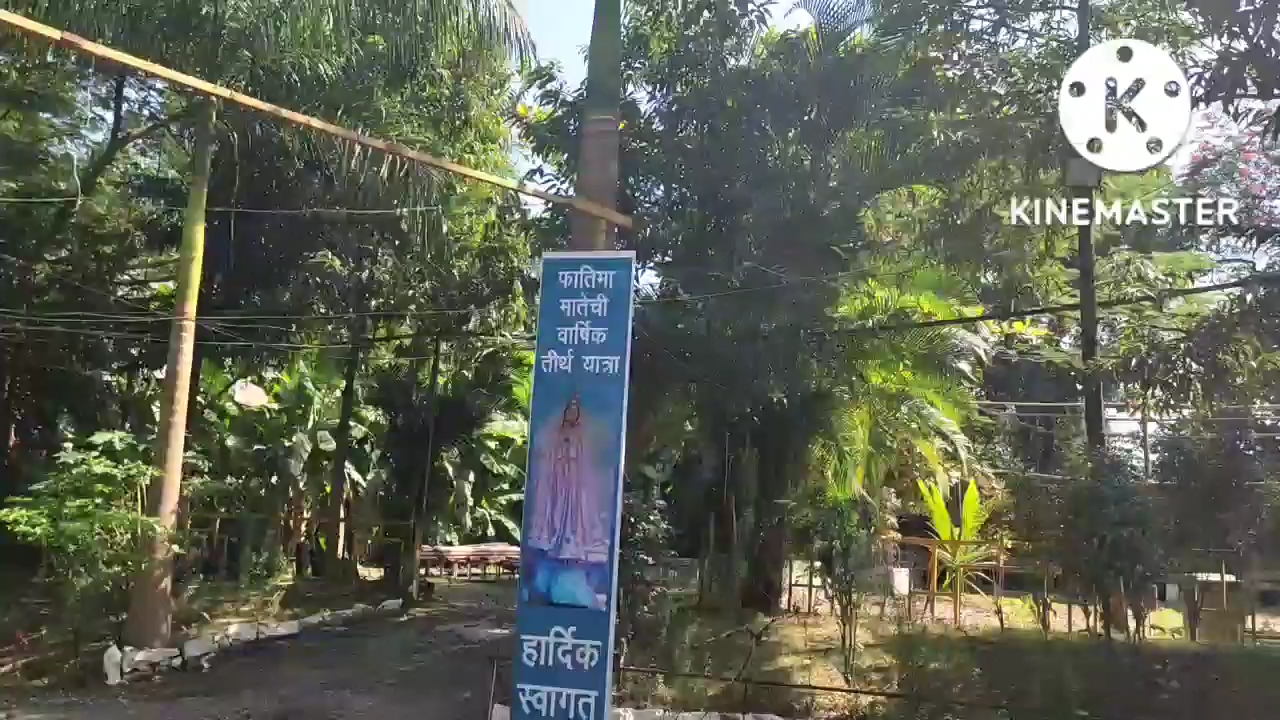 K
KINEMASTER
फातिमा
मातेची
वार्षिक
तीर्थ यात्रा
हार्दिक
स्वागत